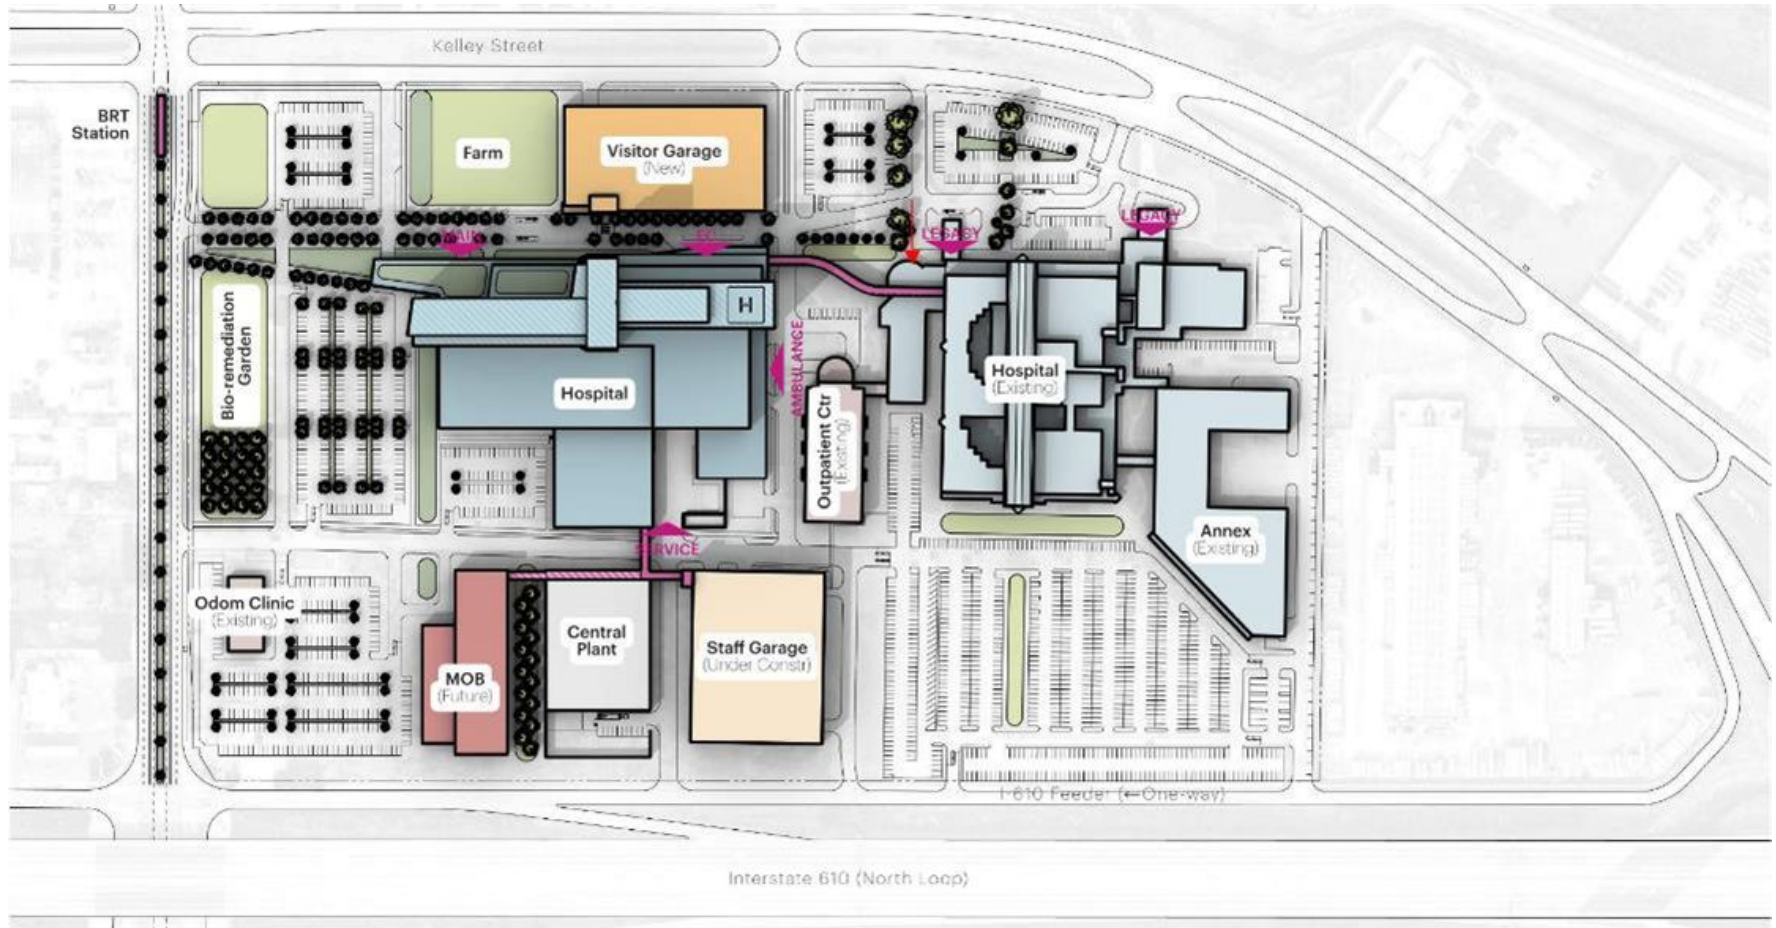 Kelley Street
BRT
Station
Farm
Visitor Garage
(New)
MAIN
EC
LEGACY
LEGACY
H
Bio-remediation
Garden
Hospital
AMBULANCE
Outpatient Ctr
(Existing)
Hospital
(Existing)
Annex
(Existing)
SERVICE
Odom Clinic
(Existing)
MOB
(Future)
Central
Plant
Staff Garage
(Under Constr)
I-610 Feeder (←One-way)
Interstate 610 (North Loop)